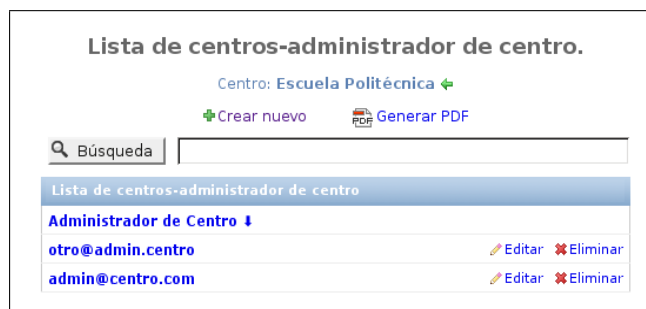 Lista de centros-administrador de centro.
Centro: Escuela Politécnica
Crear nuevo PDF Generar PDF
Búsqueda
Lista de centros-administrador de centro
Administrador de Centro
otro@admin.centro Editar Eliminar
admin@centro.com Editar Eliminar